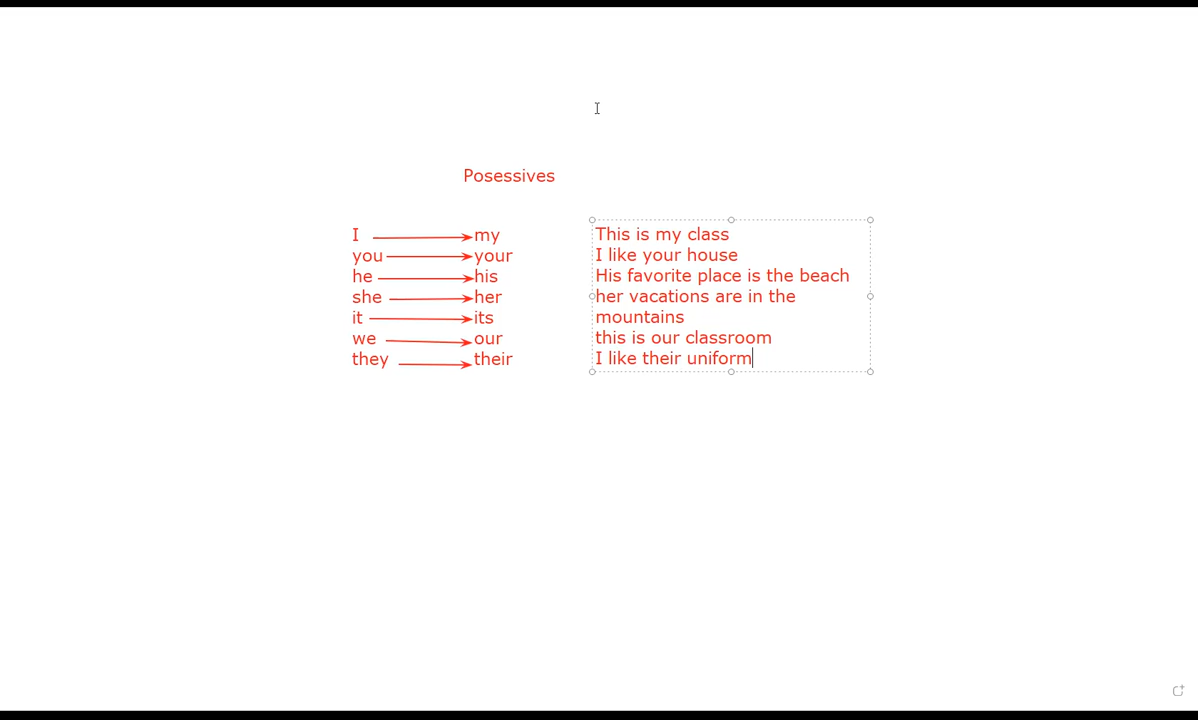 Posessives
I my
you your
he his
she her
it its
we our
they their
This is my class
I like your house
His favorite place is the beach
her vacations are in the
mountains
this is our classroom
I like their uniform